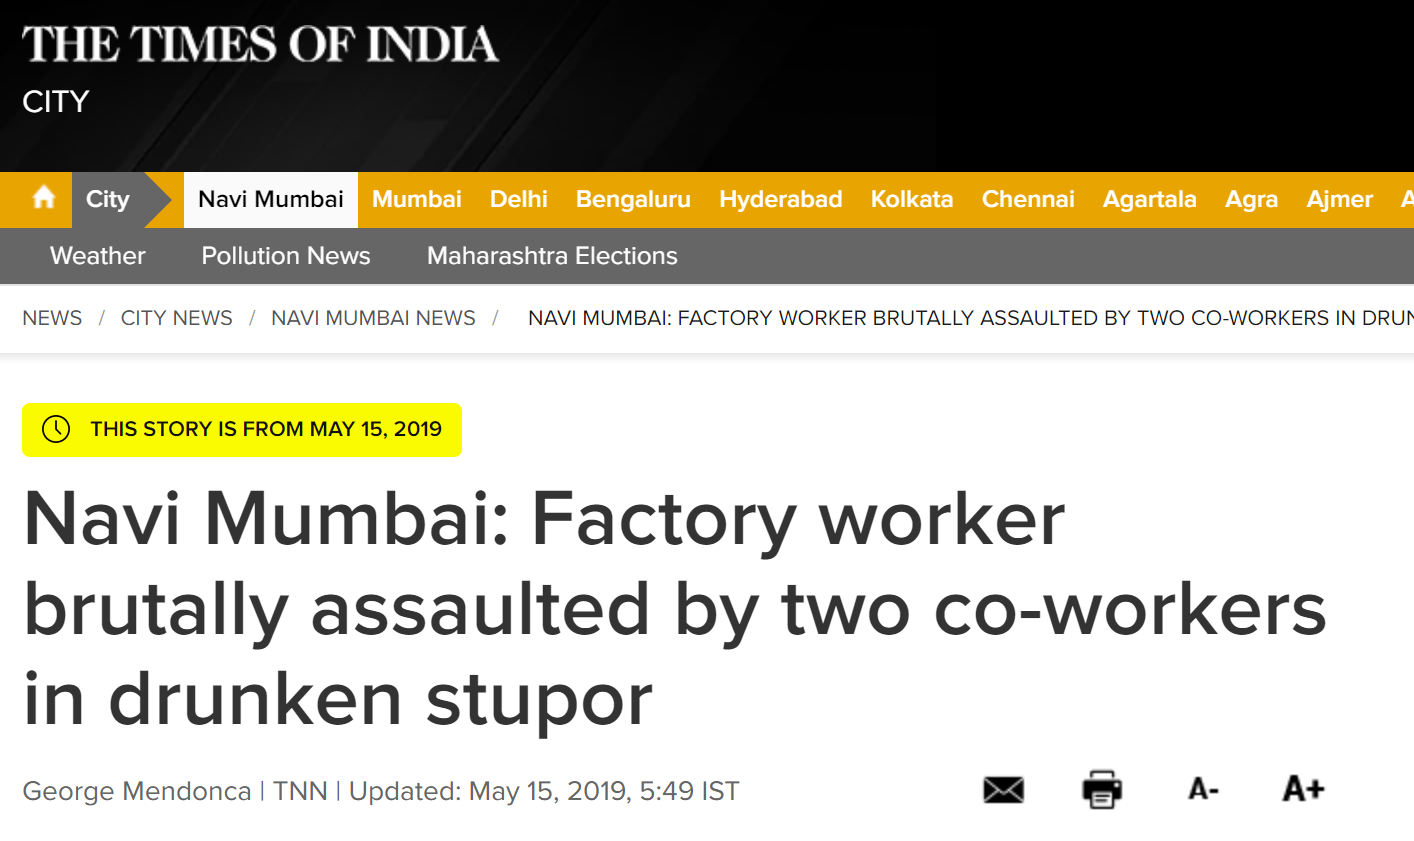 THE TIMES OF INDIA
CITY
City Navi Mumbai Mumbai Delhi Bengaluru Hyderabad Kolkata Chennai Agartala Agra Ajmer A
Weather Pollution News Maharashtra Elections
NEWS / CITY NEWS / NAVI MUMBAI NEWS / NAVI MUMBAI: FACTORY WORKER BRUTALLY ASSAULTED BY TWO CO-WORKERS IN DRUN
THIS STORY IS FROM MAY 15, 2019
Navi Mumbai: Factory worker
brutally assaulted by two co-workers
in drunken stupor
George Mendonca | TNN | Updated: May 15, 2019, 5:49 IST A- A+